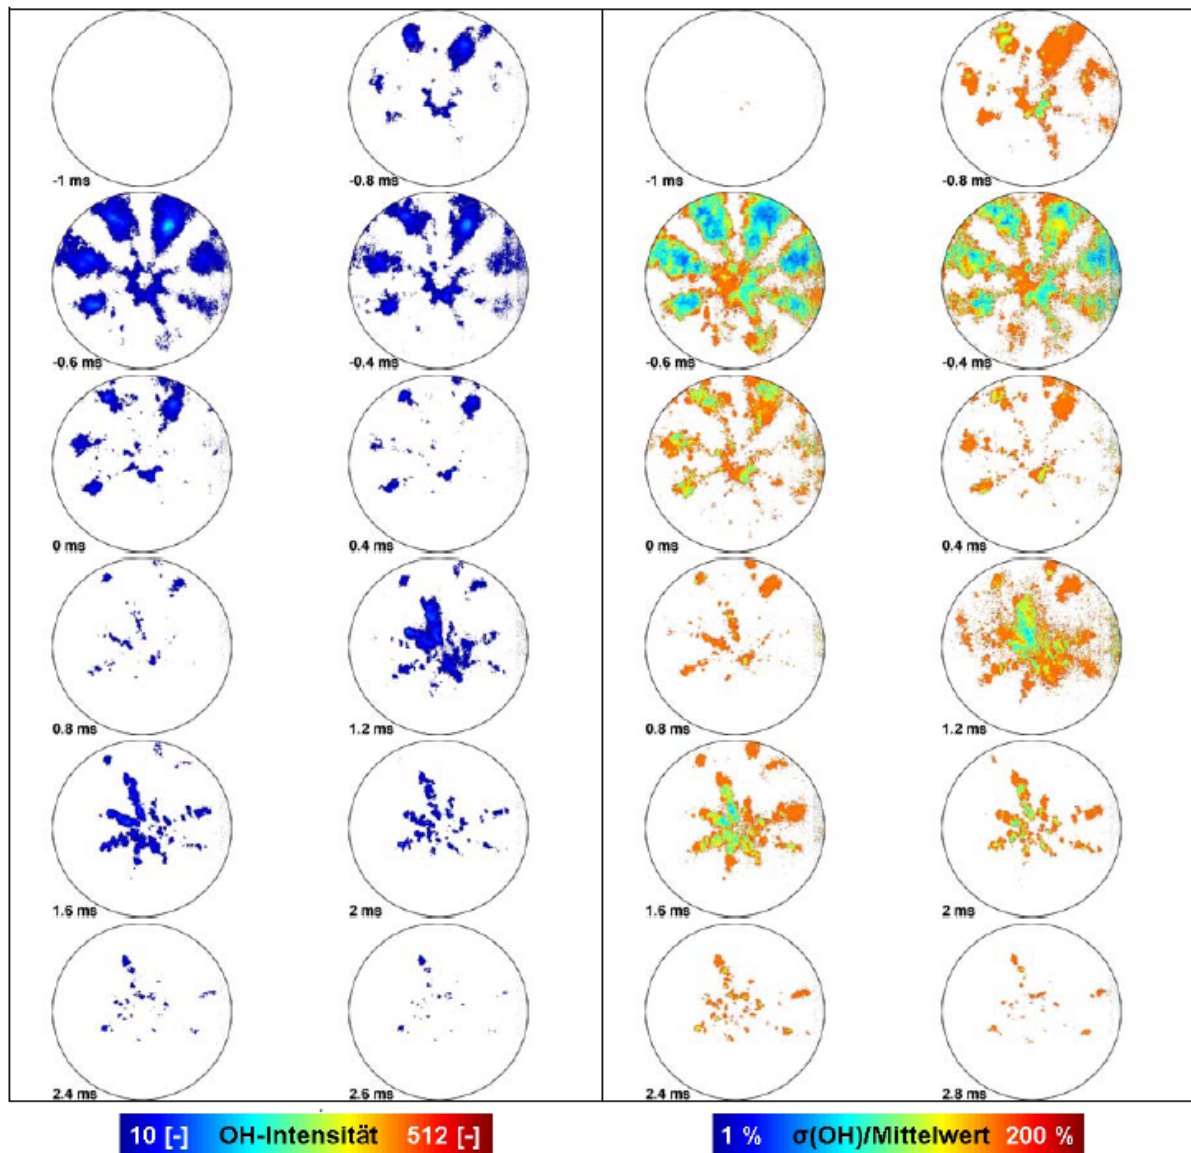 -1 ms -0.8 ms -1 ms -0.8 ms
-0.6 ms -0.4 ms -0.6 ms -0.4 ms
0 ms 0.4 ms 0 ms 0.4 ms
0.8 ms 1.2 ms 0.8 ms 1.2 ms
1.6 ms 2 ms 1.6 ms 2 ms
2.4 ms 2.6 ms 2.4 ms 2.8 ms
10 [-] OH-Intensität 512 [-] 1 % σ(OH)/Mittelwert 200 %